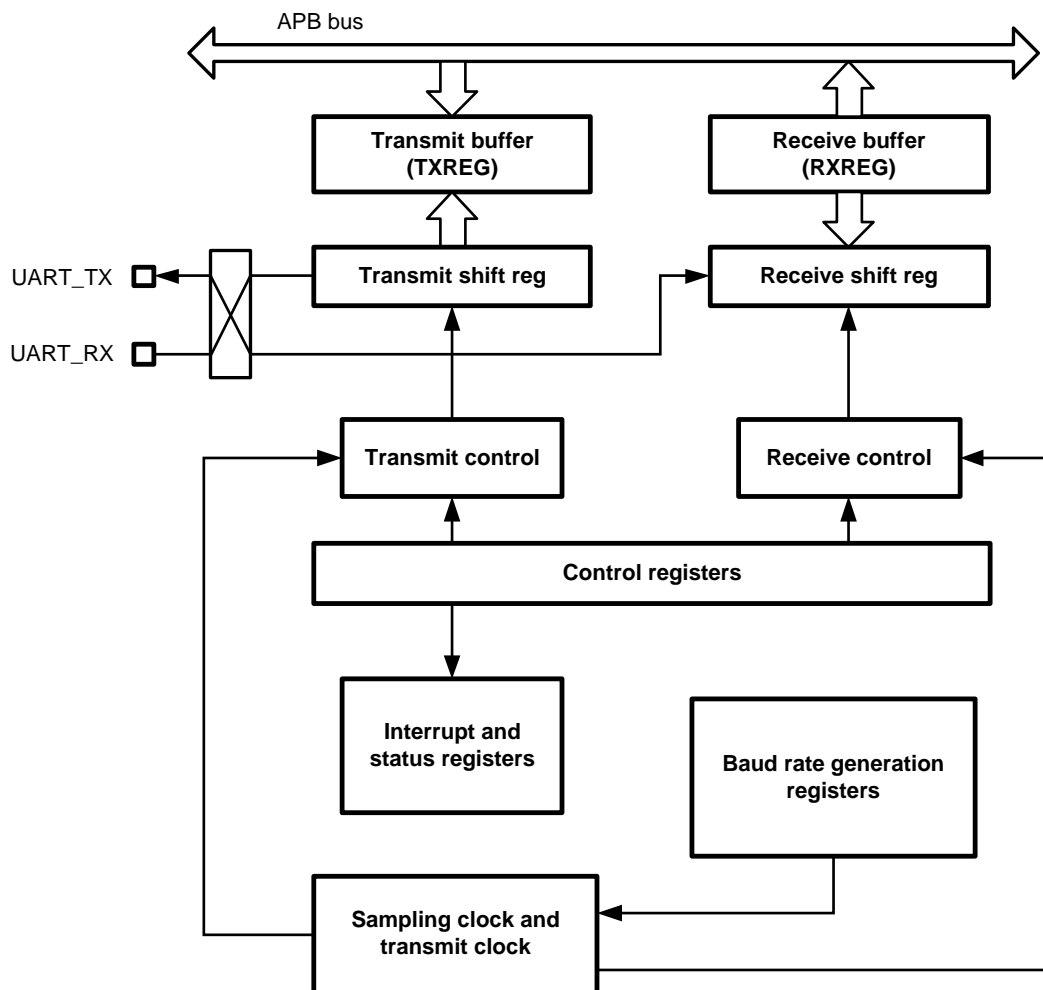 APB bus
Transmit buffer
(TXREG)
Receive buffer
(RXREG)
UART_TX
Transmit shift reg
Receive shift reg
UART_RX
Transmit control
Receive control
Control registers
Interrupt and
status registers
Baud rate generation
registers
Sampling clock and
transmit clock